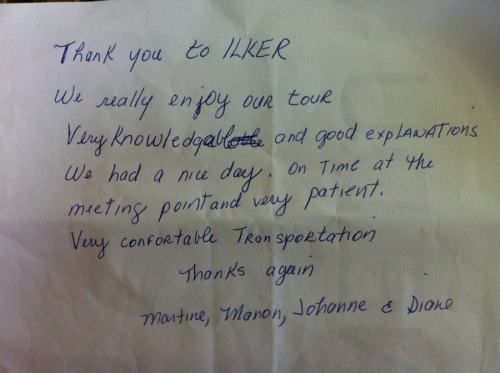 Thank you to ILKER
We really enjoy our tour
Very knowledgable and good explanations
We had a nice day. On time at the
meeting point and very patient.
Very confortable Transportation
Thanks again
Martine, Manon, Johanne & Diane